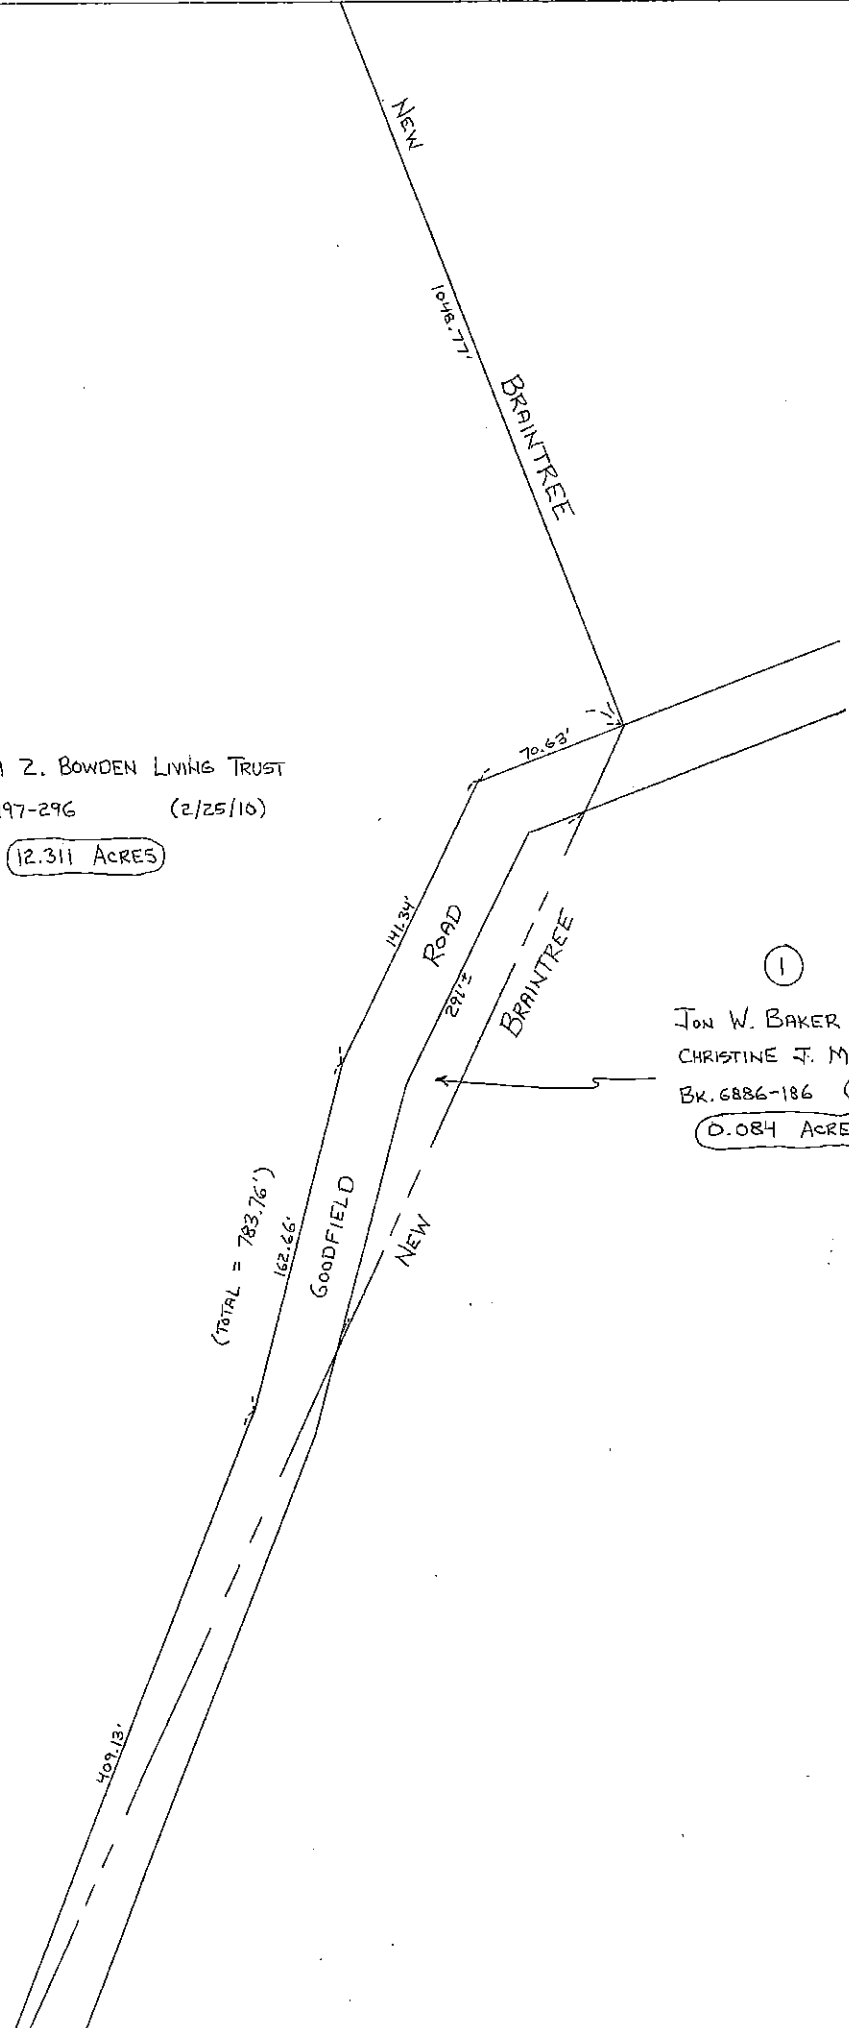 NEW
1048.77'
BRAINTREE
70.63'
Z. BOWDEN LIVING TRUST
97-296 (2/25/10)
12.311 ACRES
141.34'
ROAD
291'±
BRAINTREE
1
JON W. BAKER
CHRISTINE J. M
BK. 6886-186 (
0.084 ACRE
(TOTAL = 783.76')
162.66'
GOODFIELD
NEW
409.13'